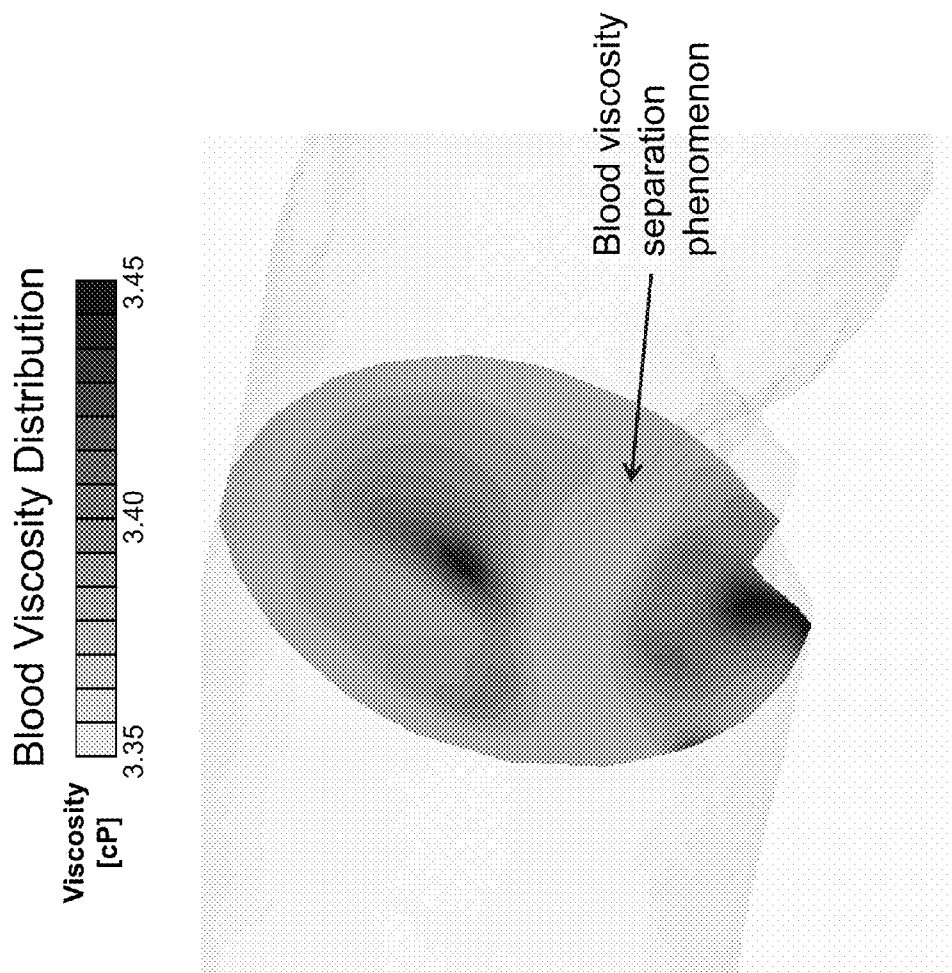 Blood Viscosity Distribution
Viscosity
[cP]
3.35
3.40
3.45
Blood viscosity
separation
phenomenon